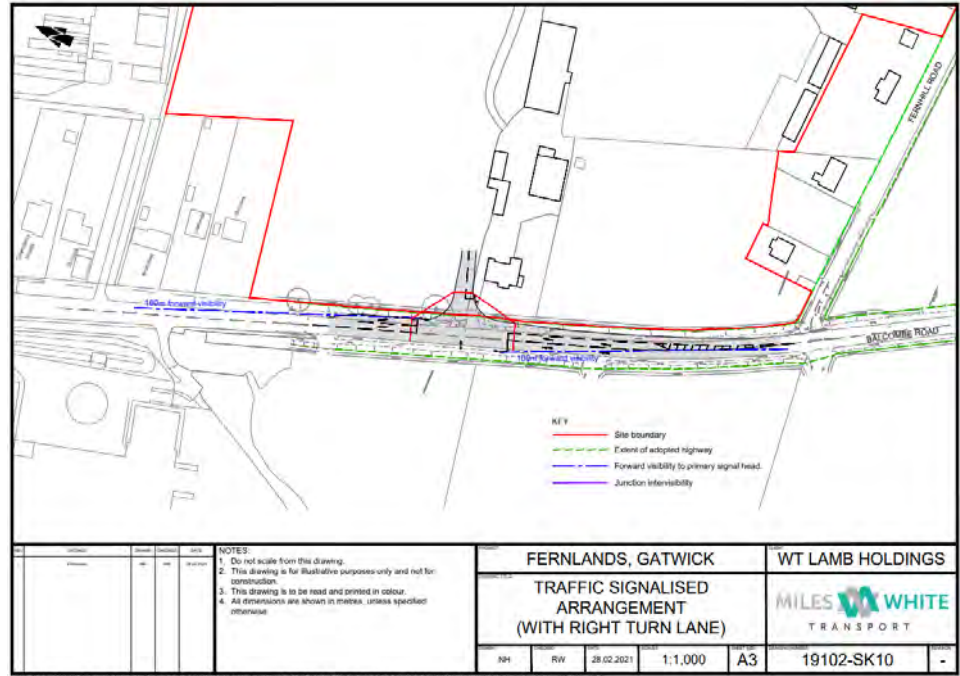 FERNHILL ROAD
BALCOMBE ROAD
160m forward visibility
160m forward visibility
KEY
Site boundary
Extent of adopted highway
Forward visibility to primary signal head.
Junction intervisibility
NOTES:
1. Do not scale from this drawing.
2. This drawing is for illustrative purposes only and not for
construction.
3. This drawing is to be read and printed in colour.
4. All dimensions are shown in metres, unless specified
otherwise
FERNLANDS, GATWICK
WT LAMB HOLDINGS
TRAFFIC SIGNALISED
ARRANGEMENT
(WITH RIGHT TURN LANE)
MILES WHITE
TRANSPORT
NH
RW
28.02.2021
1:1,000
A3
19102-SK10
-